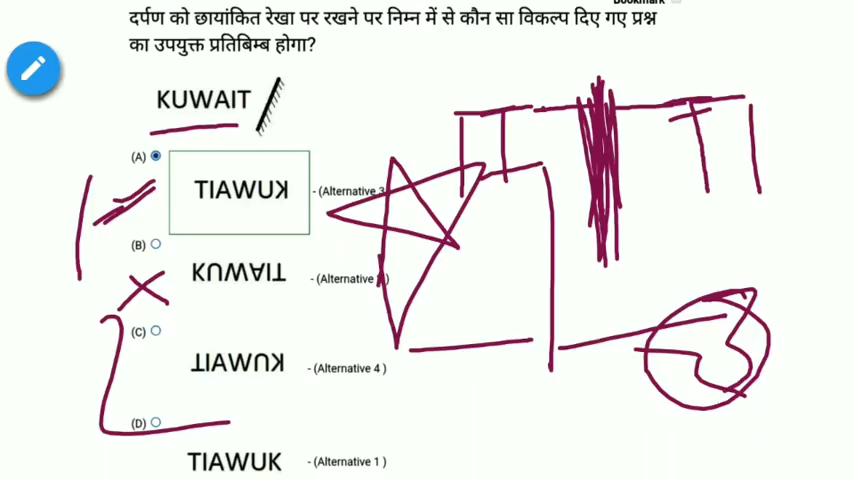 Bookmark
दर्पण को छायांकित रेखा पर रखने पर निम्न में से कौन सा विकल्प दिए गए प्रश्न
का उपयुक्त प्रतिबिम्ब होगा?
KUWAIT
(A)
TIAWUK - (Alternative 3
(B)
KUWAIT - (Alternative
(C)
TIAWUK - (Alternative 4 )
(D)
TIAWUK - (Alternative 1 )